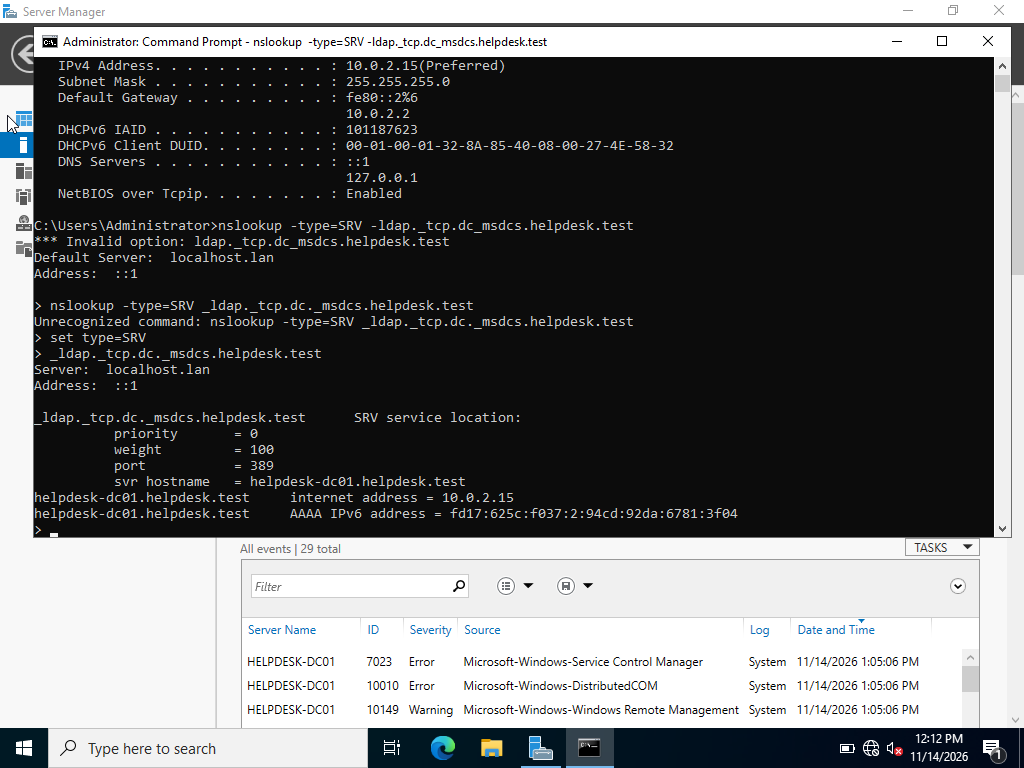 Server Manager
Administrator: Command Prompt - nslookup -type=SRV -ldap._tcp.dc_msdcs.helpdesk.test
IPv4 Address. . . . . . . . . . . : 10.0.2.15(Preferred)
Subnet Mask . . . . . . . . . . . : 255.255.255.0
Default Gateway . . . . . . . . . : fe80::2%6
10.0.2.2
DHCPv6 IAID . . . . . . . . . . . : 101187623
DHCPv6 Client DUID. . . . . . . . : 00-01-00-01-32-8A-85-40-08-00-27-4E-58-32
DNS Servers . . . . . . . . . . . : ::1
127.0.0.1
NetBIOS over Tcpip. . . . . . . . : Enabled
C:\Users\Administrator>nslookup -type=SRV -ldap._tcp.dc_msdcs.helpdesk.test
*** Invalid option: ldap._tcp.dc_msdcs.helpdesk.test
Default Server:  localhost.lan
Address:  ::1
> nslookup -type=SRV _ldap._tcp.dc._msdcs.helpdesk.test
Unrecognized command: nslookup -type=SRV _ldap._tcp.dc._msdcs.helpdesk.test
> set type=SRV
> _ldap._tcp.dc._msdcs.helpdesk.test
Server:  localhost.lan
Address:  ::1
_ldap._tcp.dc._msdcs.helpdesk.test      SRV service location:
priority       = 0
weight         = 100
port           = 389
svr hostname   = helpdesk-dc01.helpdesk.test
helpdesk-dc01.helpdesk.test     internet address = 10.0.2.15
helpdesk-dc01.helpdesk.test     AAAA IPv6 address = fd17:625c:f037:2:94cd:92da:6781:3f04
>
All events | 29 total
TASKS
Filter
Server Name ID Severity Source Log Date and Time
HELPDESK-DC01 7023 Error Microsoft-Windows-Service Control Manager System 11/14/2026 1:05:06 PM
HELPDESK-DC01 10010 Error Microsoft-Windows-DistributedCOM System 11/14/2026 1:05:06 PM
HELPDESK-DC01 10149 Warning Microsoft-Windows-Windows Remote Management System 11/14/2026 1:05:06 PM
Type here to search
12:12 PM
11/14/2026
1